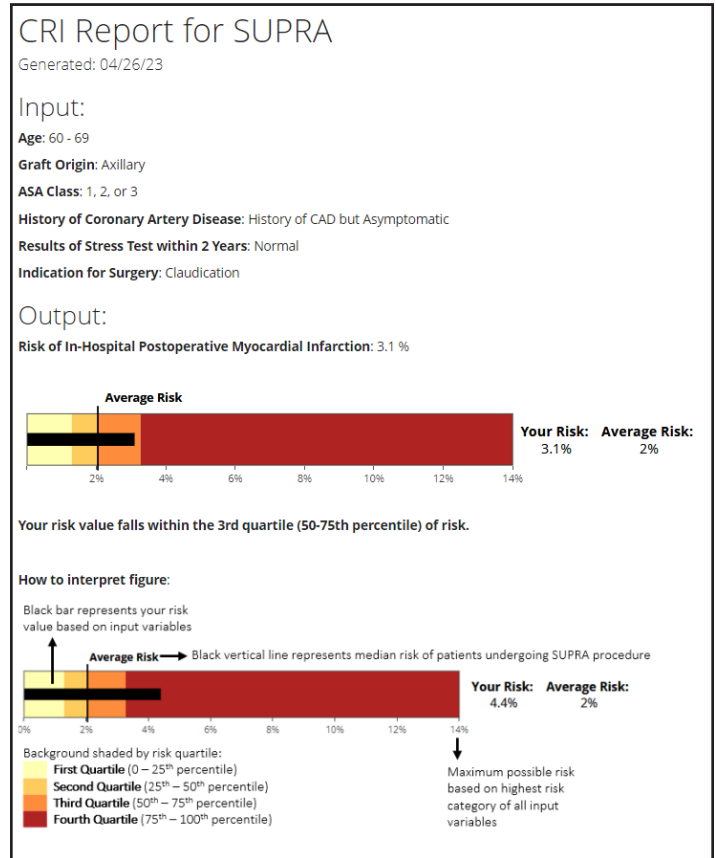 CRI Report for SUPRA
Generated: 04/26/23
Input:
Age: 60 - 69
Graft Origin: Axillary
ASA Class: 1, 2, or 3
History of Coronary Artery Disease: History of CAD but Asymptomatic
Results of Stress Test within 2 Years: Normal
Indication for Surgery: Claudication
Output:
Risk of In-Hospital Postoperative Myocardial Infarction: 3.1 %
Average Risk
Your Risk: Average Risk:
3.1% 2%
2% 4% 6% 8% 10% 12% 14%
Your risk value falls within the 3rd quartile (50-75th percentile) of risk.
How to interpret figure:
Black bar represents your risk
value based on input variables
Average Risk Black vertical line represents median risk of patients undergoing SUPRA procedure
Your Risk: Average Risk:
4.4% 2%
0% 2% 4% 6% 8% 10% 12% 14%
Background shaded by risk quartile:
First Quartile (0 – 25th percentile)
Second Quartile (25th – 50th percentile)
Third Quartile (50th – 75th percentile)
Fourth Quartile (75th – 100th percentile)
Maximum possible risk
based on highest risk
category of all input
variables